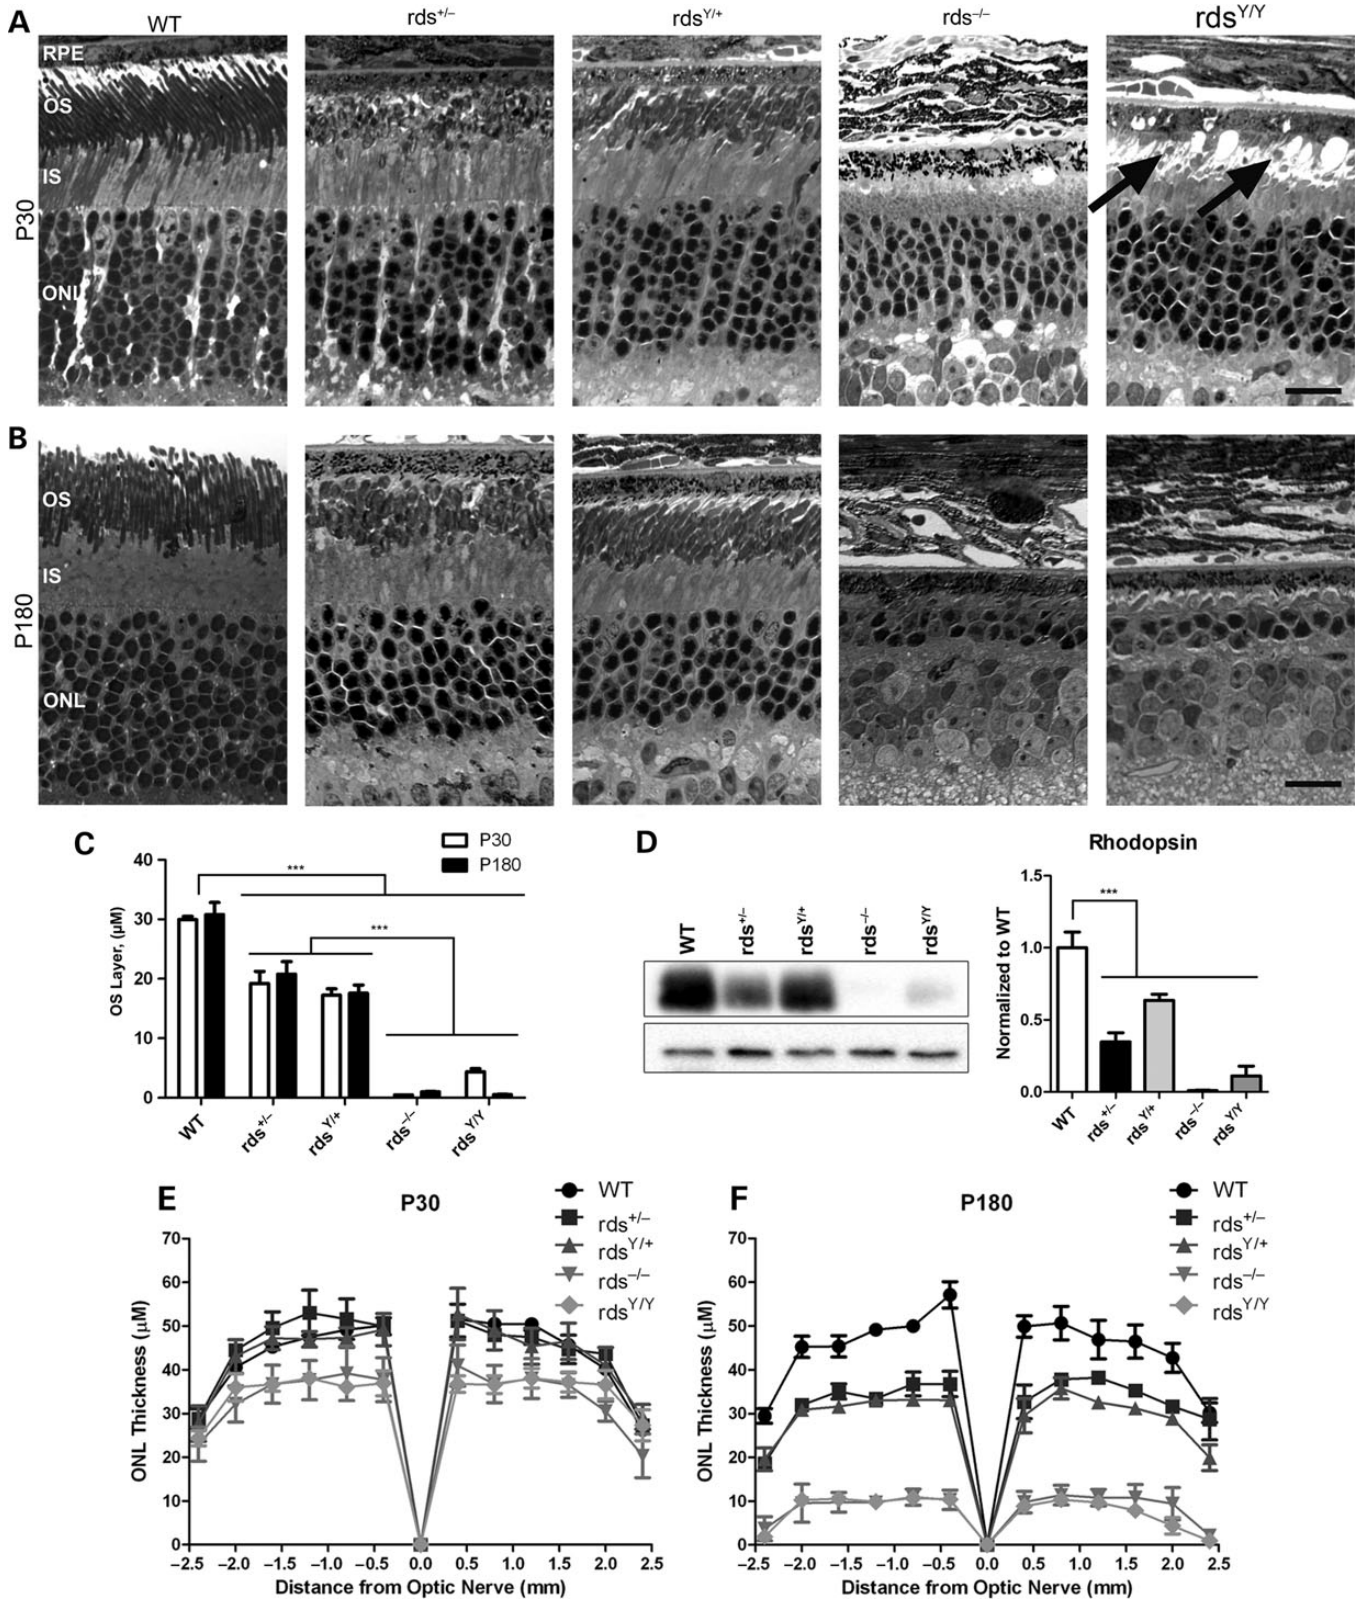 A WT rds+/− rdsY/+ rds−/− rdsY/Y
RPE
OS
IS
ONL
P30
B
OS
IS
ONL
P180
C
P30
P180
OS Layer, (μM)
40
30
20
10
0
***
***
WT rds+/− rdsY/+ rds−/− rdsY/Y
D
WT rds+/− rdsY/+ rds−/− rdsY/Y
Rhodopsin
Normalized to WT
1.5
1.0
0.5
0.0
***
WT rds+/− rdsY/+ rds−/− rdsY/Y
E P30
WT
rds+/−
rdsY/+
rds−/−
rdsY/Y
ONL Thickness (μM)
70
60
50
40
30
20
10
0
−2.5 −2.0 −1.5 −1.0 −0.5 0.0 0.5 1.0 1.5 2.0 2.5
Distance from Optic Nerve (mm)
F P180
WT
rds+/−
rdsY/+
rds−/−
rdsY/Y
ONL Thickness (μM)
70
60
50
40
30
20
10
0
−2.5 −2.0 −1.5 −1.0 −0.5 0.0 0.5 1.0 1.5 2.0 2.5
Distance from Optic Nerve (mm)